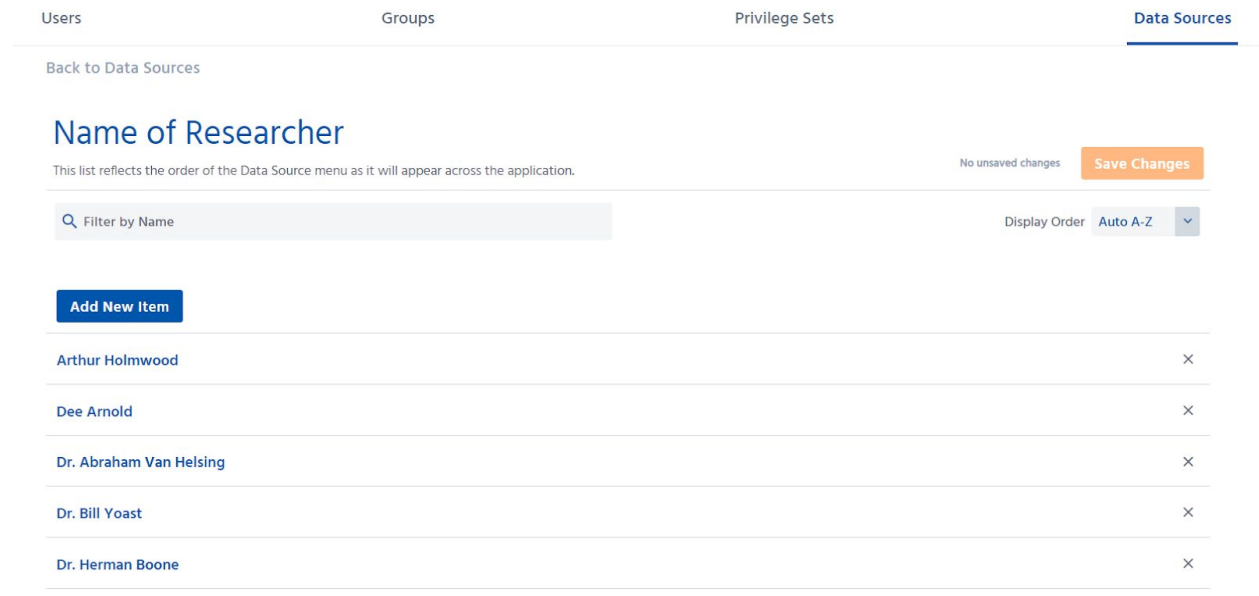 Users Groups Privilege Sets Data Sources
Back to Data Sources
Name of Researcher
This list reflects the order of the Data Source menu as it will appear across the application.
No unsaved changes Save Changes
Filter by Name Display Order Auto A-Z
Add New Item
Arthur Holmwood
Dee Arnold
Dr. Abraham Van Helsing
Dr. Bill Yoast
Dr. Herman Boone